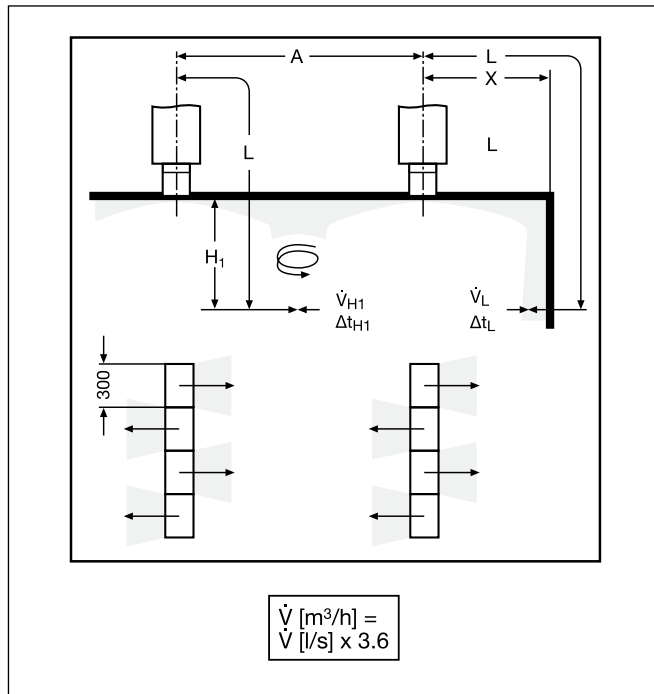 A
L
X
L
L
H₁
V̇H1
ΔtH1
V̇L
ΔtL
300
V̇ [m³/h] =
V̇ [l/s] x 3.6